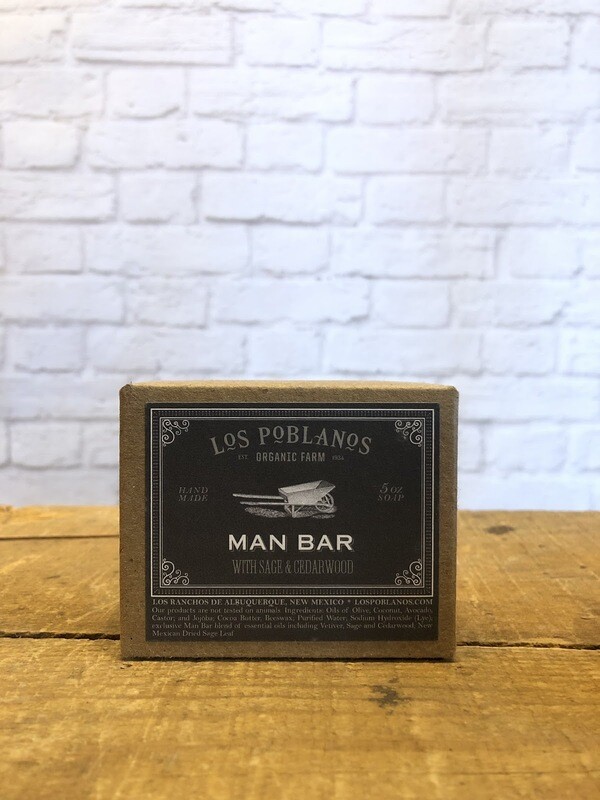 LOS POBLANOS
EST. ORGANIC FARM 1934
HAND MADE
5 OZ SOAP
MAN BAR
WITH SAGE & CEDARWOOD
LOS RANCHOS DE ALBUQUERQUE, NEW MEXICO * LOSPOBLANOS.COM
Our products are not tested on animals. Ingredients: Oils of Olive, Coconut, Avocado,
Castor, and Jojoba; Cocoa Butter, Beeswax, Purified Water, Sodium Hydroxide (Lye),
exclusive Man Bar blend of essential oils including Vetiver, Sage and Cedarwood, New
Mexican Dried Sage Leaf